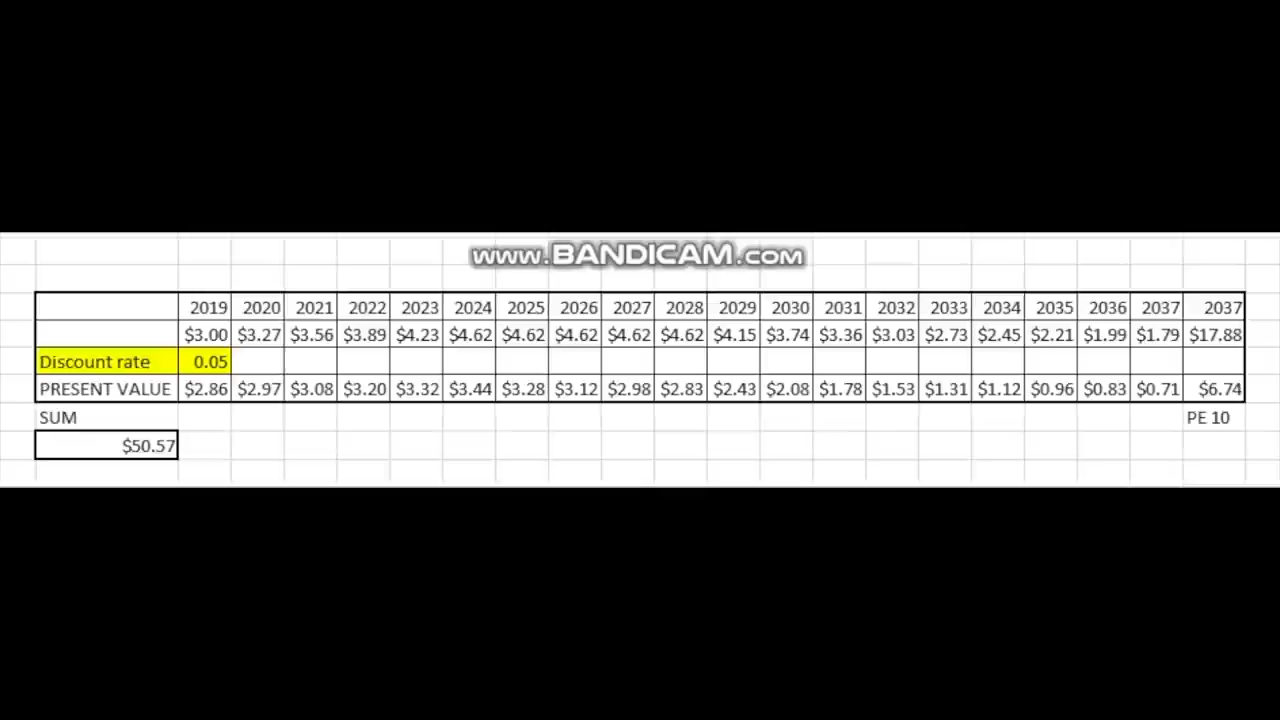 www.BANDICAM.com
2019 2020 2021 2022 2023 2024 2025 2026 2027 2028 2029 2030 2031 2032 2033 2034 2035 2036 2037 2037
$3.00 $3.27 $3.56 $3.89 $4.23 $4.62 $4.62 $4.62 $4.62 $4.62 $4.15 $3.74 $3.36 $3.03 $2.73 $2.45 $2.21 $1.99 $1.79 $17.88
Discount rate 0.05
PRESENT VALUE $2.86 $2.97 $3.08 $3.20 $3.32 $3.44 $3.28 $3.12 $2.98 $2.83 $2.43 $2.08 $1.78 $1.53 $1.31 $1.12 $0.96 $0.83 $0.71 $6.74
SUM PE 10
$50.57